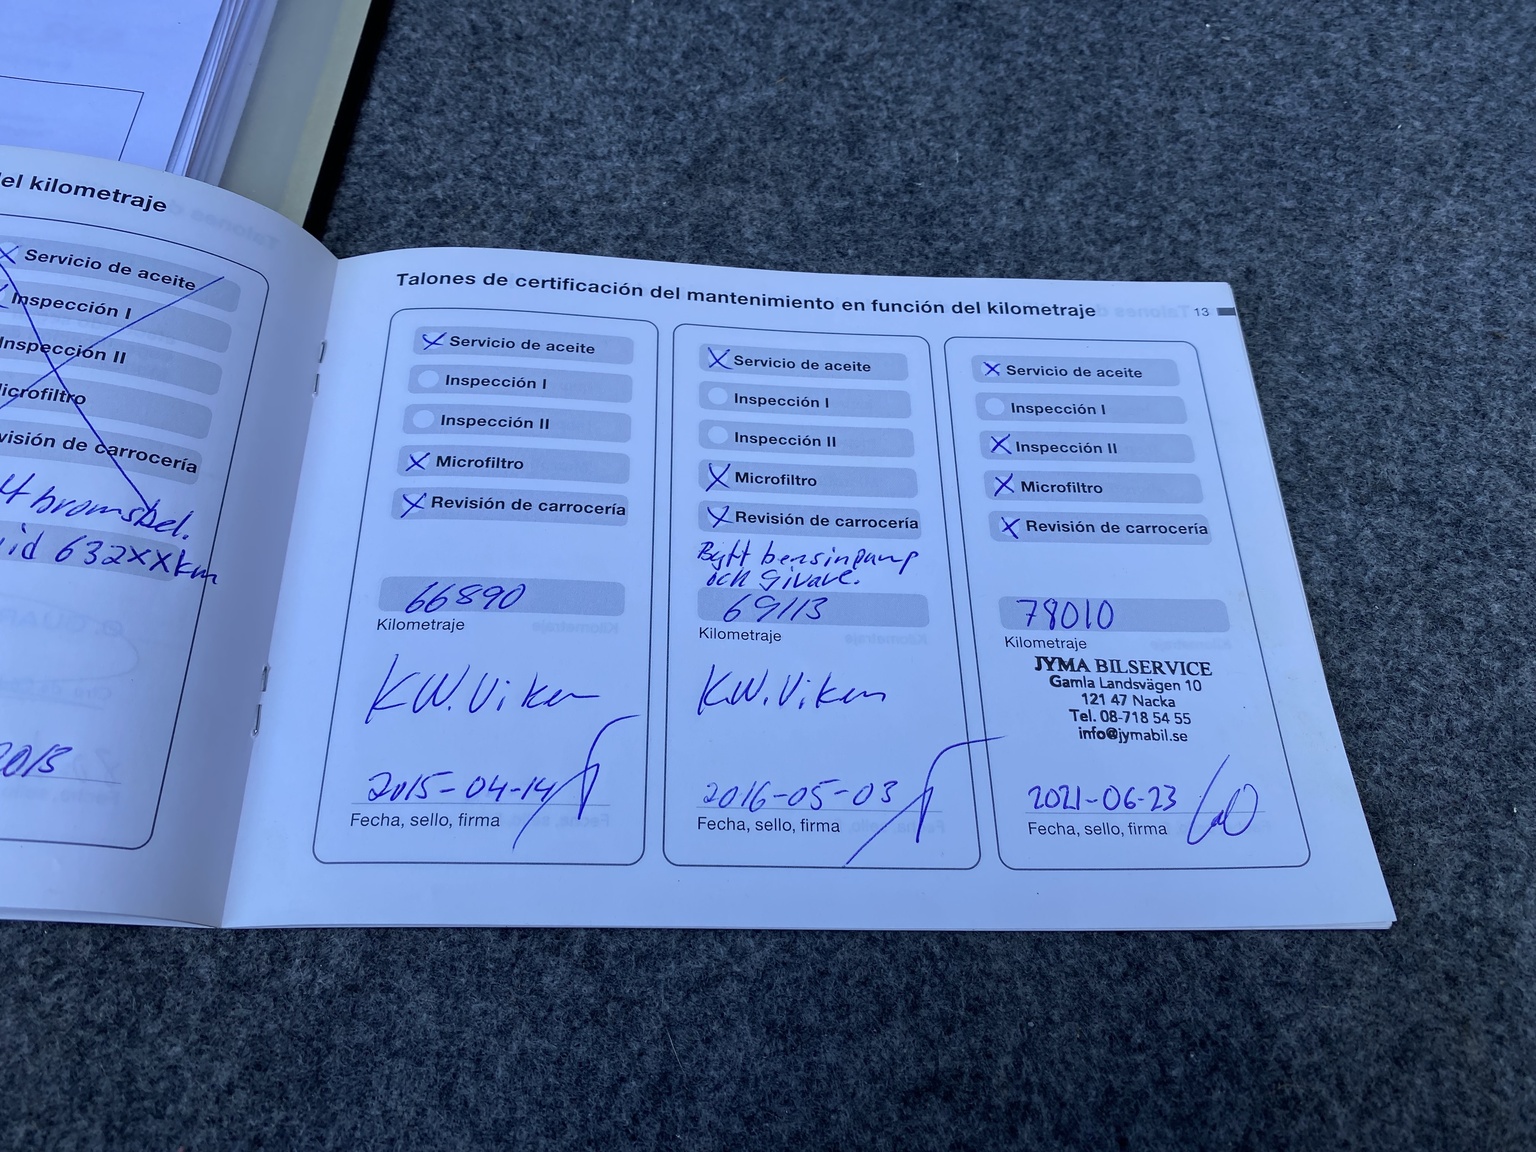 del kilometraje
Servicio de aceite
Inspección I
Inspección II
Microfiltro
visión de carrocería
bromsbel.
632XXkm
2015
Talones de certificación del mantenimiento en función del kilometraje
13
Servicio de aceite
Inspección I
Inspección II
Microfiltro
Revisión de carrocería
66890
Kilometraje
KW.Viken
2015-04-14
Fecha, sello, firma
Servicio de aceite
Inspección I
Inspección II
Microfiltro
Revisión de carrocería
Bytt bensinpump
och givare.
69113
Kilometraje
KW.Viken
2016-05-03
Fecha, sello, firma
Servicio de aceite
Inspección I
Inspección II
Microfiltro
Revisión de carrocería
78010
Kilometraje
JYMA BILSERVICE
Gamla Landsvägen 10
121 47 Nacka
Tel. 08-718 54 55
info@jymabil.se
2021-06-23
Fecha, sello, firma